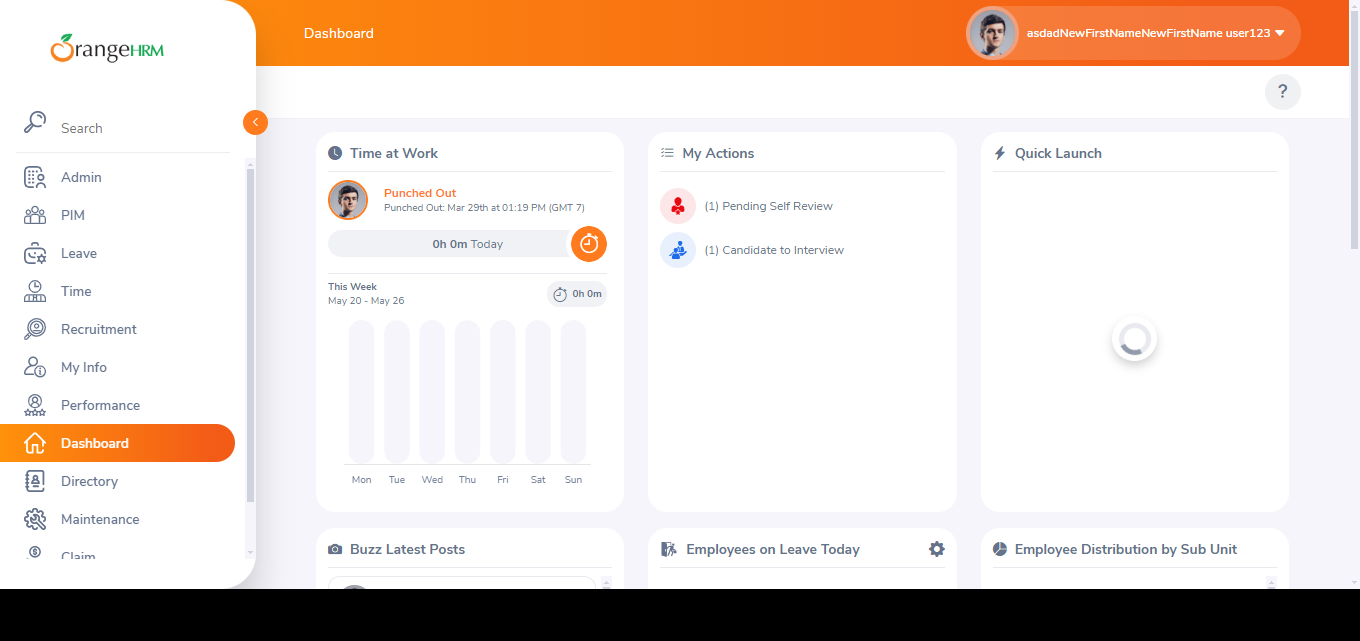 OrangeHRM
Search
Admin
PIM
Leave
Time
Recruitment
My Info
Performance
Dashboard
Directory
Maintenance
Claim
Dashboard
asdadNewFirstNameNewFirstName user123
?
Time at Work
Punched Out
Punched Out: Mar 29th at 01:19 PM (GMT 7)
0h 0m Today
This Week
May 20 - May 26
0h 0m
Mon Tue Wed Thu Fri Sat Sun
My Actions
(1) Pending Self Review
(1) Candidate to Interview
Quick Launch
Buzz Latest Posts
Employees on Leave Today
Employee Distribution by Sub Unit